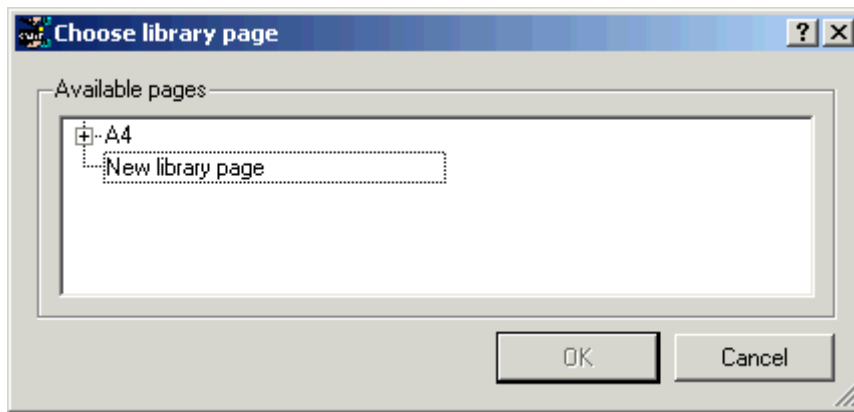 Choose library page
?
Available pages
A4
New library page
OK
Cancel